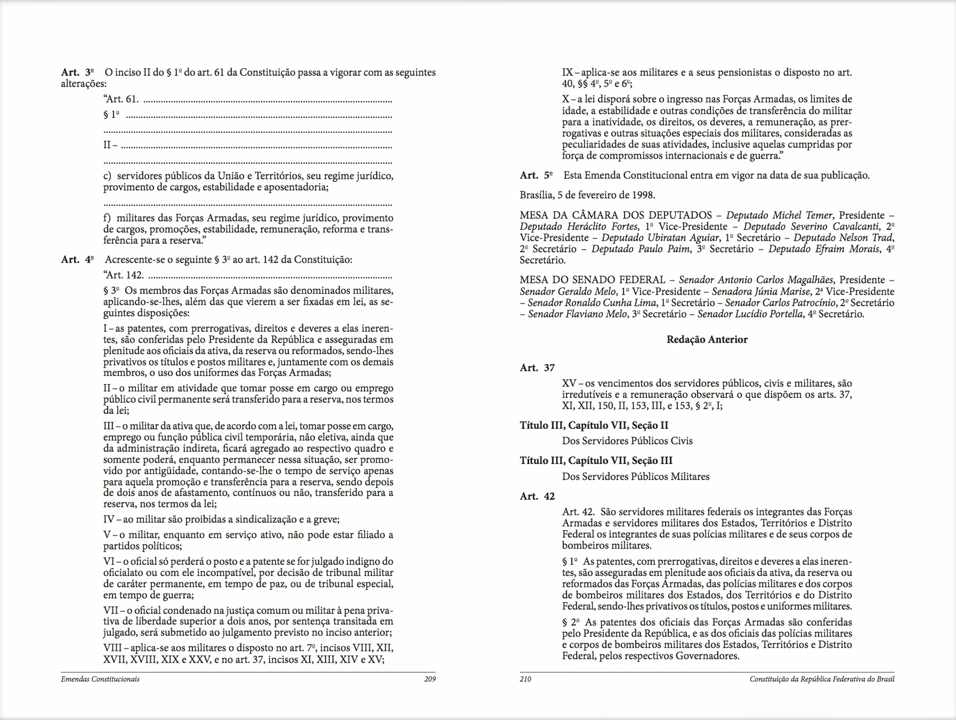 Art. 3º O inciso II do § 1º do art. 61 da Constituição passa a vigorar com as seguintes
alterações:
“Art. 61. ....................................................................................
§ 1º ..........................................................................................
................................................................................................
II – ...........................................................................................
................................................................................................
c) servidores públicos da União e Territórios, seu regime jurídico,
provimento de cargos, estabilidade e aposentadoria;
................................................................................................
f) militares das Forças Armadas, seu regime jurídico, provimento
de cargos, promoções, estabilidade, remuneração, reforma e trans-
ferência para a reserva.”
Art. 4º Acrescente-se o seguinte § 3º ao art. 142 da Constituição:
“Art. 142. ..................................................................................
§ 3º Os membros das Forças Armadas são denominados militares,
aplicando-se-lhes, além das que vierem a ser fixadas em lei, as se-
guintes disposições:
I – as patentes, com prerrogativas, direitos e deveres a elas ineren-
tes, são conferidas pelo Presidente da República e asseguradas em
plenitude aos oficiais da ativa, da reserva ou reformados, sendo-lhes
privativos os títulos e postos militares e, juntamente com os demais
membros, o uso dos uniformes das Forças Armadas;
II – o militar em atividade que tomar posse em cargo ou emprego
público civil permanente será transferido para a reserva, nos termos
da lei;
III – o militar da ativa que, de acordo com a lei, tomar posse em cargo,
emprego ou função pública civil temporária, não eletiva, ainda que
da administração indireta, ficará agregado ao respectivo quadro e
somente poderá, enquanto permanecer nessa situação, ser promo-
vido por antigüidade, contando-se-lhe o tempo de serviço apenas
para aquela promoção e transferência para a reserva, sendo depois
de dois anos de afastamento, contínuos ou não, transferido para a
reserva, nos termos da lei;
IV – ao militar são proibidas a sindicalização e a greve;
V – o militar, enquanto em serviço ativo, não pode estar filiado a
partidos políticos;
VI – o oficial só perderá o posto e a patente se for julgado indigno do
oficialato ou com ele incompatível, por decisão de tribunal militar
de caráter permanente, em tempo de paz, ou de tribunal especial,
em tempo de guerra;
VII – o oficial condenado na justiça comum ou militar à pena priva-
tiva de liberdade superior a dois anos, por sentença transitada em
julgado, será submetido ao julgamento previsto no inciso anterior;
VIII – aplica-se aos militares o disposto no art. 7º, incisos VIII, XII,
XVII, XVIII, XIX e XXV, e no art. 37, incisos XI, XIII, XIV e XV;
Emendas Constitucionais 209
IX – aplica-se aos militares e a seus pensionistas o disposto no art.
40, §§ 4º, 5º e 6º;
X – a lei disporá sobre o ingresso nas Forças Armadas, os limites de
idade, a estabilidade e outras condições de transferência do militar
para a inatividade, os direitos, os deveres, a remuneração, as prer-
rogativas e outras situações especiais dos militares, consideradas as
peculiaridades de suas atividades, inclusive aquelas cumpridas por
força de compromissos internacionais e de guerra.”
Art. 5º Esta Emenda Constitucional entra em vigor na data de sua publicação.
Brasília, 5 de fevereiro de 1998.
MESA DA CÂMARA DOS DEPUTADOS – Deputado Michel Temer, Presidente –
Deputado Heráclito Fortes, 1º Vice-Presidente – Deputado Severino Cavalcanti, 2º
Vice-Presidente – Deputado Ubiratan Aguiar, 1º Secretário – Deputado Nelson Trad,
2º Secretário – Deputado Paulo Paim, 3º Secretário – Deputado Efraim Morais, 4º
Secretário.
MESA DO SENADO FEDERAL – Senador Antonio Carlos Magalhães, Presidente –
Senador Geraldo Melo, 1º Vice-Presidente – Senadora Júnia Marise, 2ª Vice-Presidente
– Senador Ronaldo Cunha Lima, 1º Secretário – Senador Carlos Patrocínio, 2º Secretário
– Senador Flaviano Melo, 3º Secretário – Senador Lucídio Portella, 4º Secretário.
Redação Anterior
Art. 37
XV – os vencimentos dos servidores públicos, civis e militares, são
irredutíveis e a remuneração observará o que dispõem os arts. 37,
XI, XII, 150, II, 153, III, e 153, § 2º, I;
Título III, Capítulo VII, Seção II
Dos Servidores Públicos Civis
Título III, Capítulo VII, Seção III
Dos Servidores Públicos Militares
Art. 42
Art. 42. São servidores militares federais os integrantes das Forças
Armadas e servidores militares dos Estados, Territórios e Distrito
Federal os integrantes de suas polícias militares e de seus corpos de
bombeiros militares.
§ 1º As patentes, com prerrogativas, direitos e deveres a elas ineren-
tes, são asseguradas em plenitude aos oficiais da ativa, da reserva ou
reformados das Forças Armadas, das polícias militares e dos corpos
de bombeiros militares dos Estados, dos Territórios e do Distrito
Federal, sendo-lhes privativos os títulos, postos e uniformes militares.
§ 2º As patentes dos oficiais das Forças Armadas são conferidas
pelo Presidente da República, e as dos oficiais das polícias militares
e corpos de bombeiros militares dos Estados, Territórios e Distrito
Federal, pelos respectivos Governadores.
210 Constituição da República Federativa do Brasil